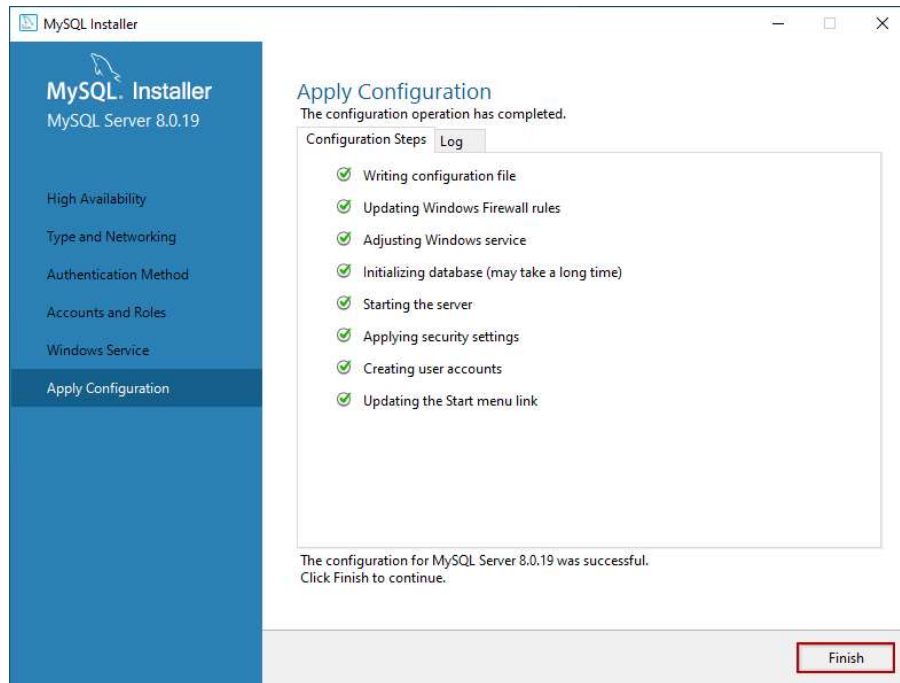 MySQL Installer
MySQL. Installer
MySQL Server 8.0.19
High Availability
Type and Networking
Authentication Method
Accounts and Roles
Windows Service
Apply Configuration
Apply Configuration
The configuration operation has completed.
Configuration Steps Log
Writing configuration file
Updating Windows Firewall rules
Adjusting Windows service
Initializing database (may take a long time)
Starting the server
Applying security settings
Creating user accounts
Updating the Start menu link
The configuration for MySQL Server 8.0.19 was successful.
Click Finish to continue.
Finish